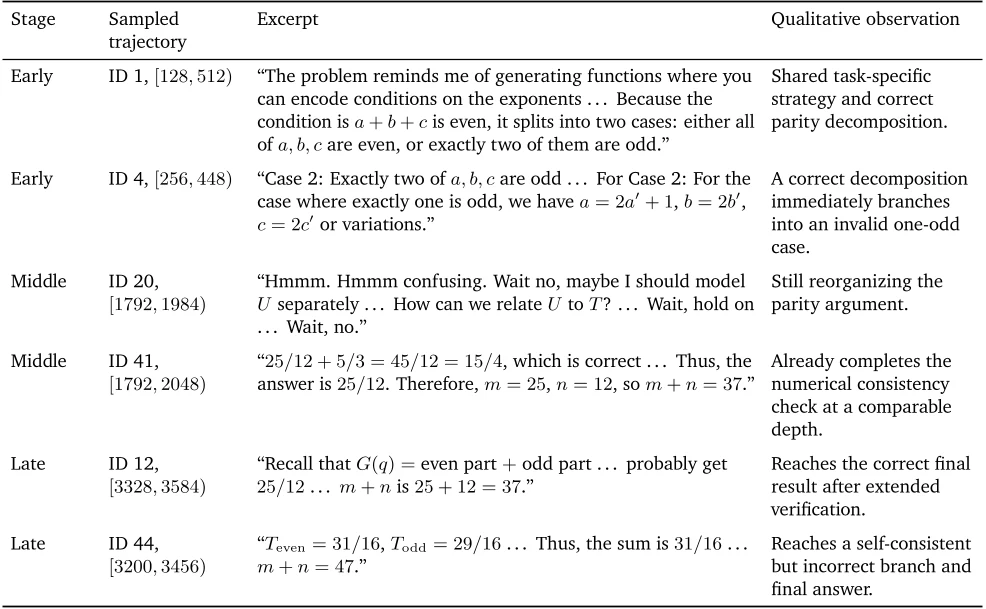 Stage Sampled trajectory Excerpt Qualitative observation
Early ID 1, [128, 512) “The problem reminds me of generating functions where you Shared task-specific
can encode conditions on the exponents … Because the strategy and correct
condition is a + b + c is even, it splits into two cases: either all parity decomposition.
of a, b, c are even, or exactly two of them are odd.”
Early ID 4, [256, 448) “Case 2: Exactly two of a, b, c are odd … For Case 2: For the A correct decomposition
case where exactly one is odd, we have a = 2a′ + 1, b = 2b′, immediately branches
c = 2c′ or variations.” into an invalid one-odd
case.
Middle ID 20, “Hmmm. Hmmm confusing. Wait no, maybe I should model Still reorganizing the
[1792, 1984) U separately … How can we relate U to T? … Wait, hold on parity argument.
… Wait, no.”
Middle ID 41, “25/12 + 5/3 = 45/12 = 15/4, which is correct … Thus, the Already completes the
[1792, 2048) answer is 25/12. Therefore, m = 25, n = 12, so m + n = 37.” numerical consistency
check at a comparable
depth.
Late ID 12, “Recall that G(q) = even part + odd part … probably get Reaches the correct final
[3328, 3584) 25/12 … m + n is 25 + 12 = 37.” result after extended
verification.
Late ID 44, “T_even = 31/16, T_odd = 29/16 … Thus, the sum is 31/16 … Reaches a self-consistent
[3200, 3456) m + n = 47.” but incorrect branch and
final answer.